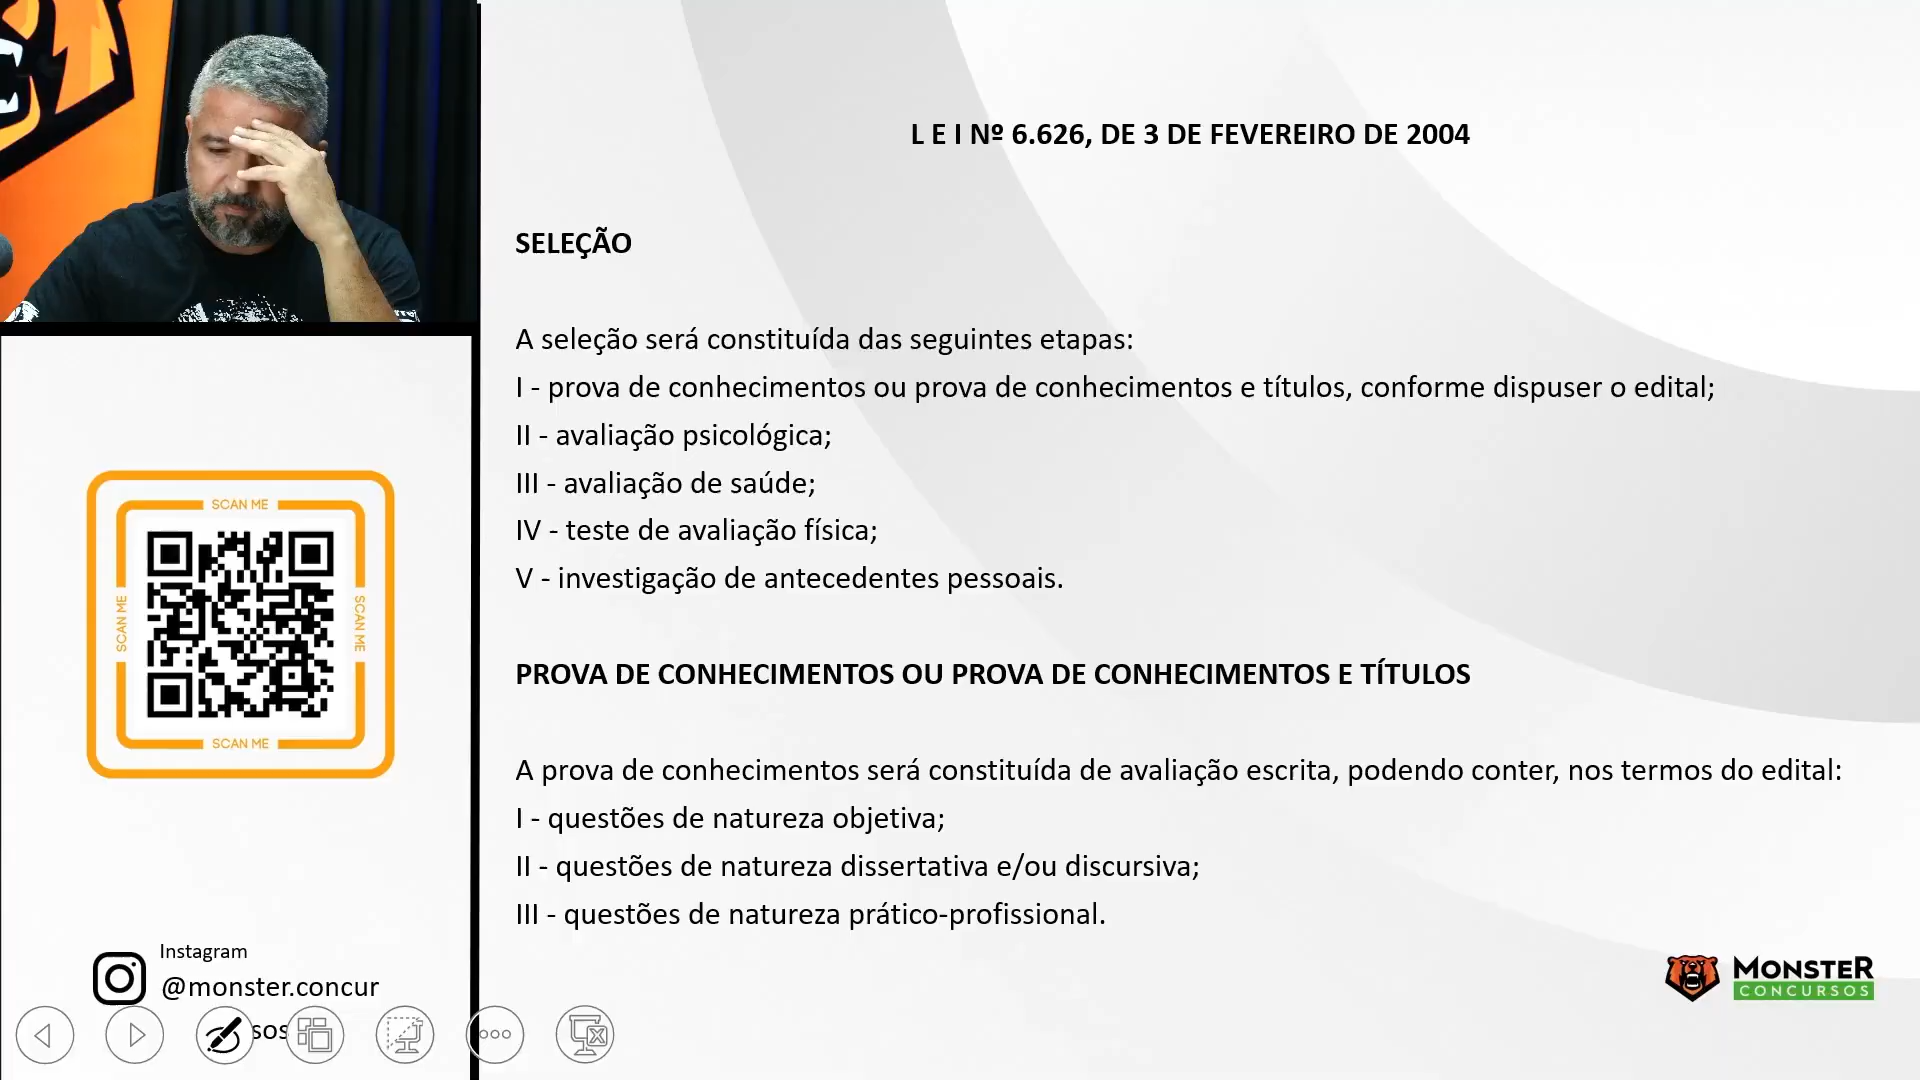 L E I Nº 6.626, DE 3 DE FEVEREIRO DE 2004
SELEÇÃO
A seleção será constituída das seguintes etapas:
I - prova de conhecimentos ou prova de conhecimentos e títulos, conforme dispuser o edital;
II - avaliação psicológica;
III - avaliação de saúde;
IV - teste de avaliação física;
V - investigação de antecedentes pessoais.
PROVA DE CONHECIMENTOS OU PROVA DE CONHECIMENTOS E TÍTULOS
A prova de conhecimentos será constituída de avaliação escrita, podendo conter, nos termos do edital:
I - questões de natureza objetiva;
II - questões de natureza dissertativa e/ou discursiva;
III - questões de natureza prático-profissional.
SCAN ME
SCAN ME
SCAN ME
SCAN ME
Instagram
@monster.concur
sos
MONSTER
CONCURSOS